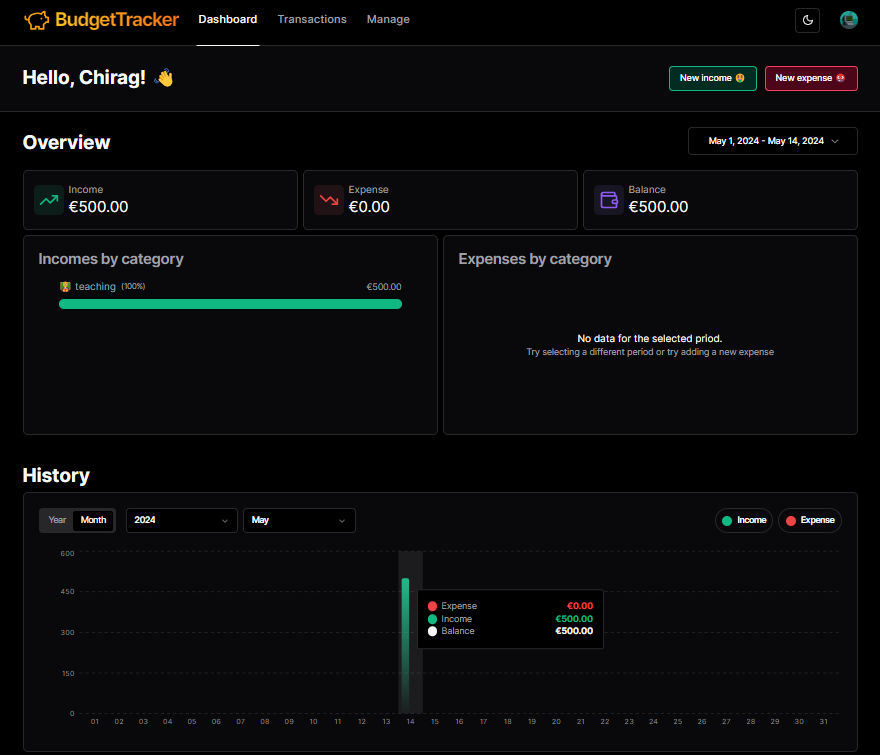 BudgetTracker Dashboard Transactions Manage
Hello, Chirag! 👋
New income 🤑 New expense 😤
Overview
May 1, 2024 - May 14, 2024
Income
€500.00
Expense
€0.00
Balance
€500.00
Incomes by category
teaching (100%) €500.00
Expenses by category
No data for the selected priod.
Try selecting a different period or try adding a new expense
History
Year Month 2024 May Income Expense
600
450
300
150
0
Expense €0.00
Income €500.00
Balance €500.00
01 02 03 04 05 06 07 08 09 10 11 12 13 14 15 16 17 18 19 20 21 22 23 24 25 26 27 28 29 30 31